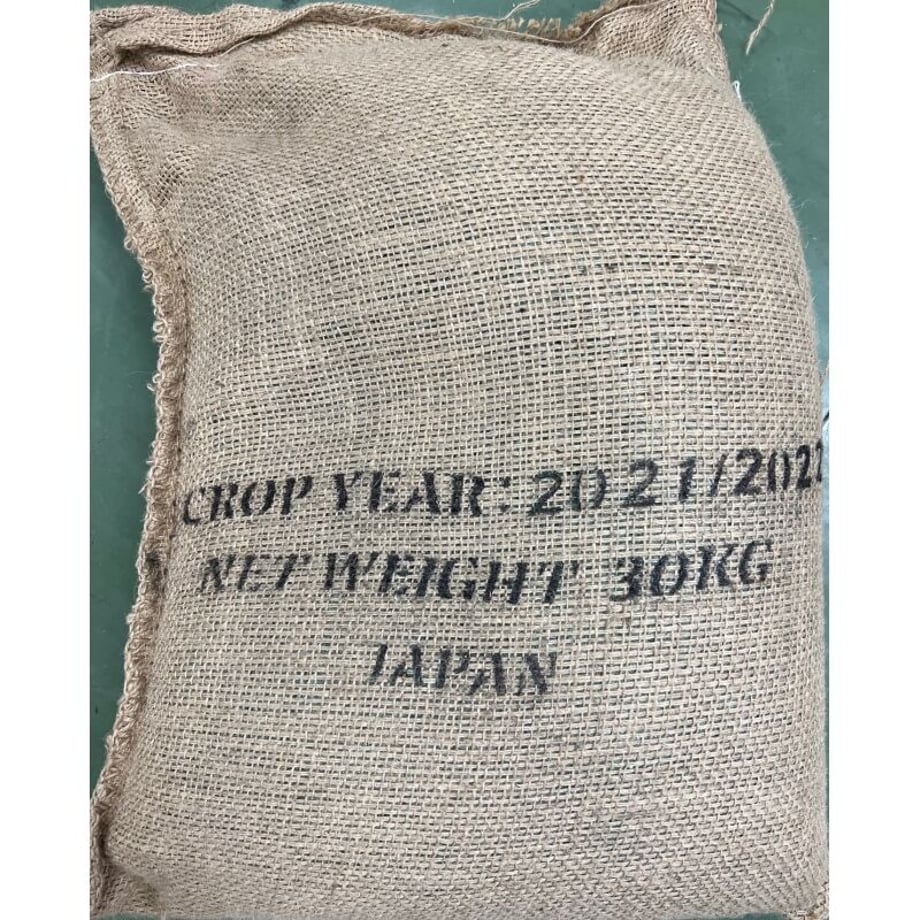 CROP YEAR: 2021/2022
NET WEIGHT 30KG
JAPAN